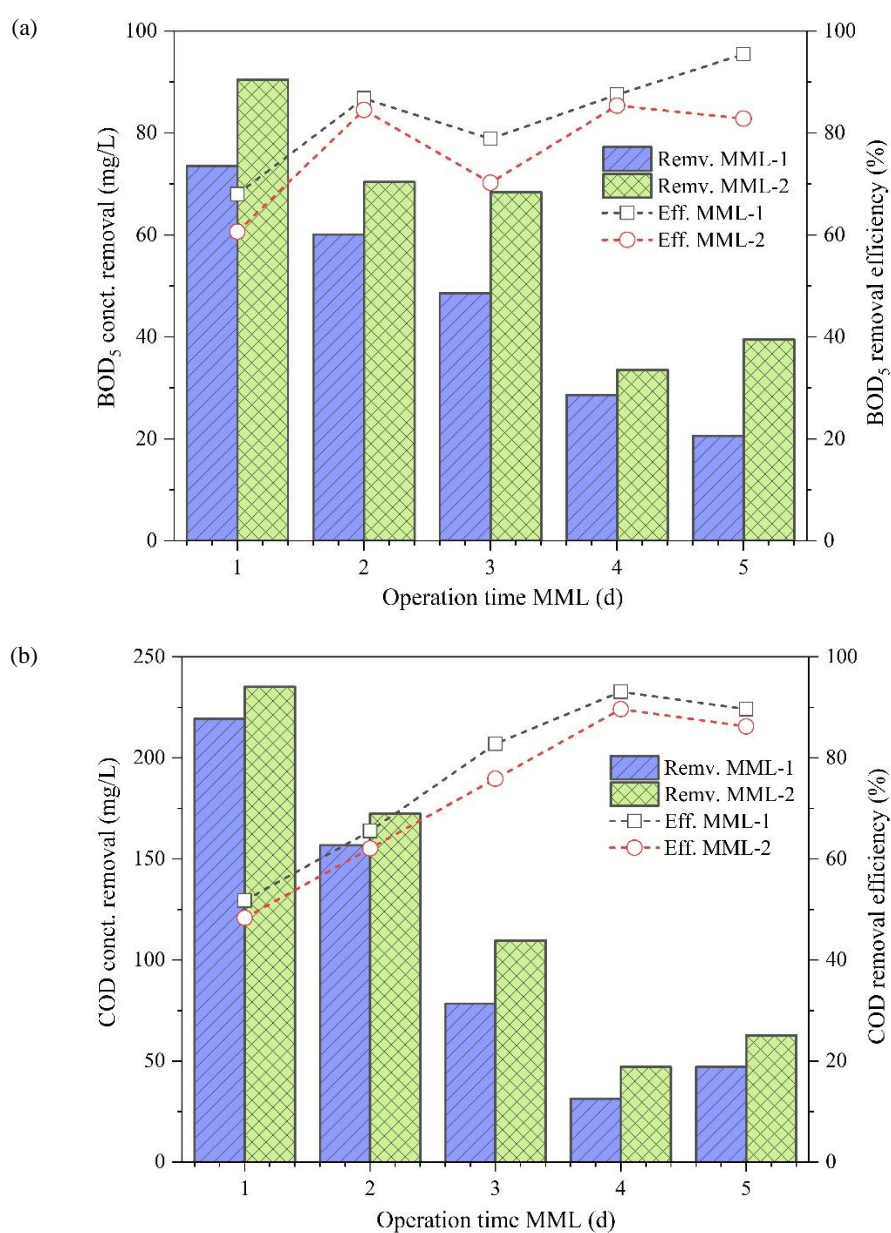 (a)
100
80
60
40
20
0
BOD5 conct. removal (mg/L)
Remv. MML-1
Remv. MML-2
Eff. MML-1
Eff. MML-2
100
80
60
40
20
0
BOD5 removal efficiency (%)
1 2 3 4 5
Operation time MML (d)
(b)
250
200
150
100
50
0
COD conct. removal (mg/L)
Remv. MML-1
Remv. MML-2
Eff. MML-1
Eff. MML-2
100
80
60
40
20
0
COD removal efficiency (%)
1 2 3 4 5
Operation time MML (d)